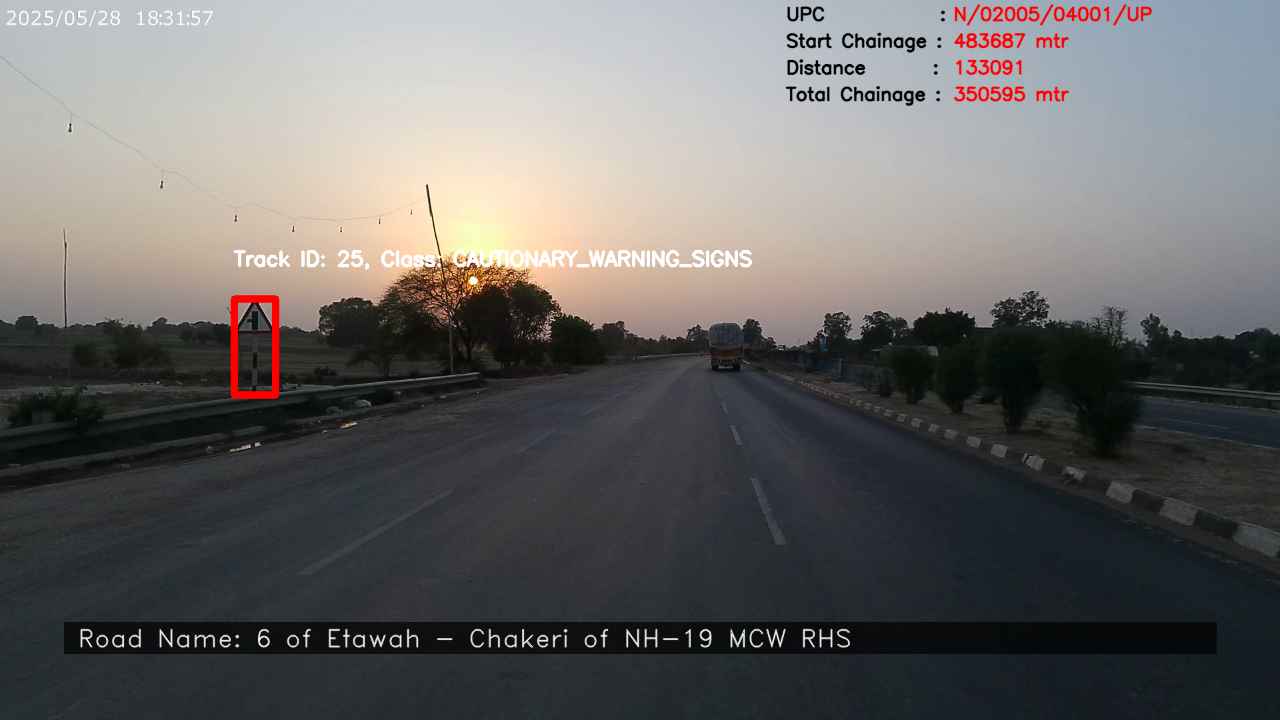 2025/05/28 18:31:57
UPC : N/02005/04001/UP
Start Chainage : 483687 mtr
Distance : 133091
Total Chainage : 350595 mtr
Track ID: 25, Class: CAUTIONARY_WARNING_SIGNS
Road Name: 6 of Etawah - Chakeri of NH-19 MCW RHS